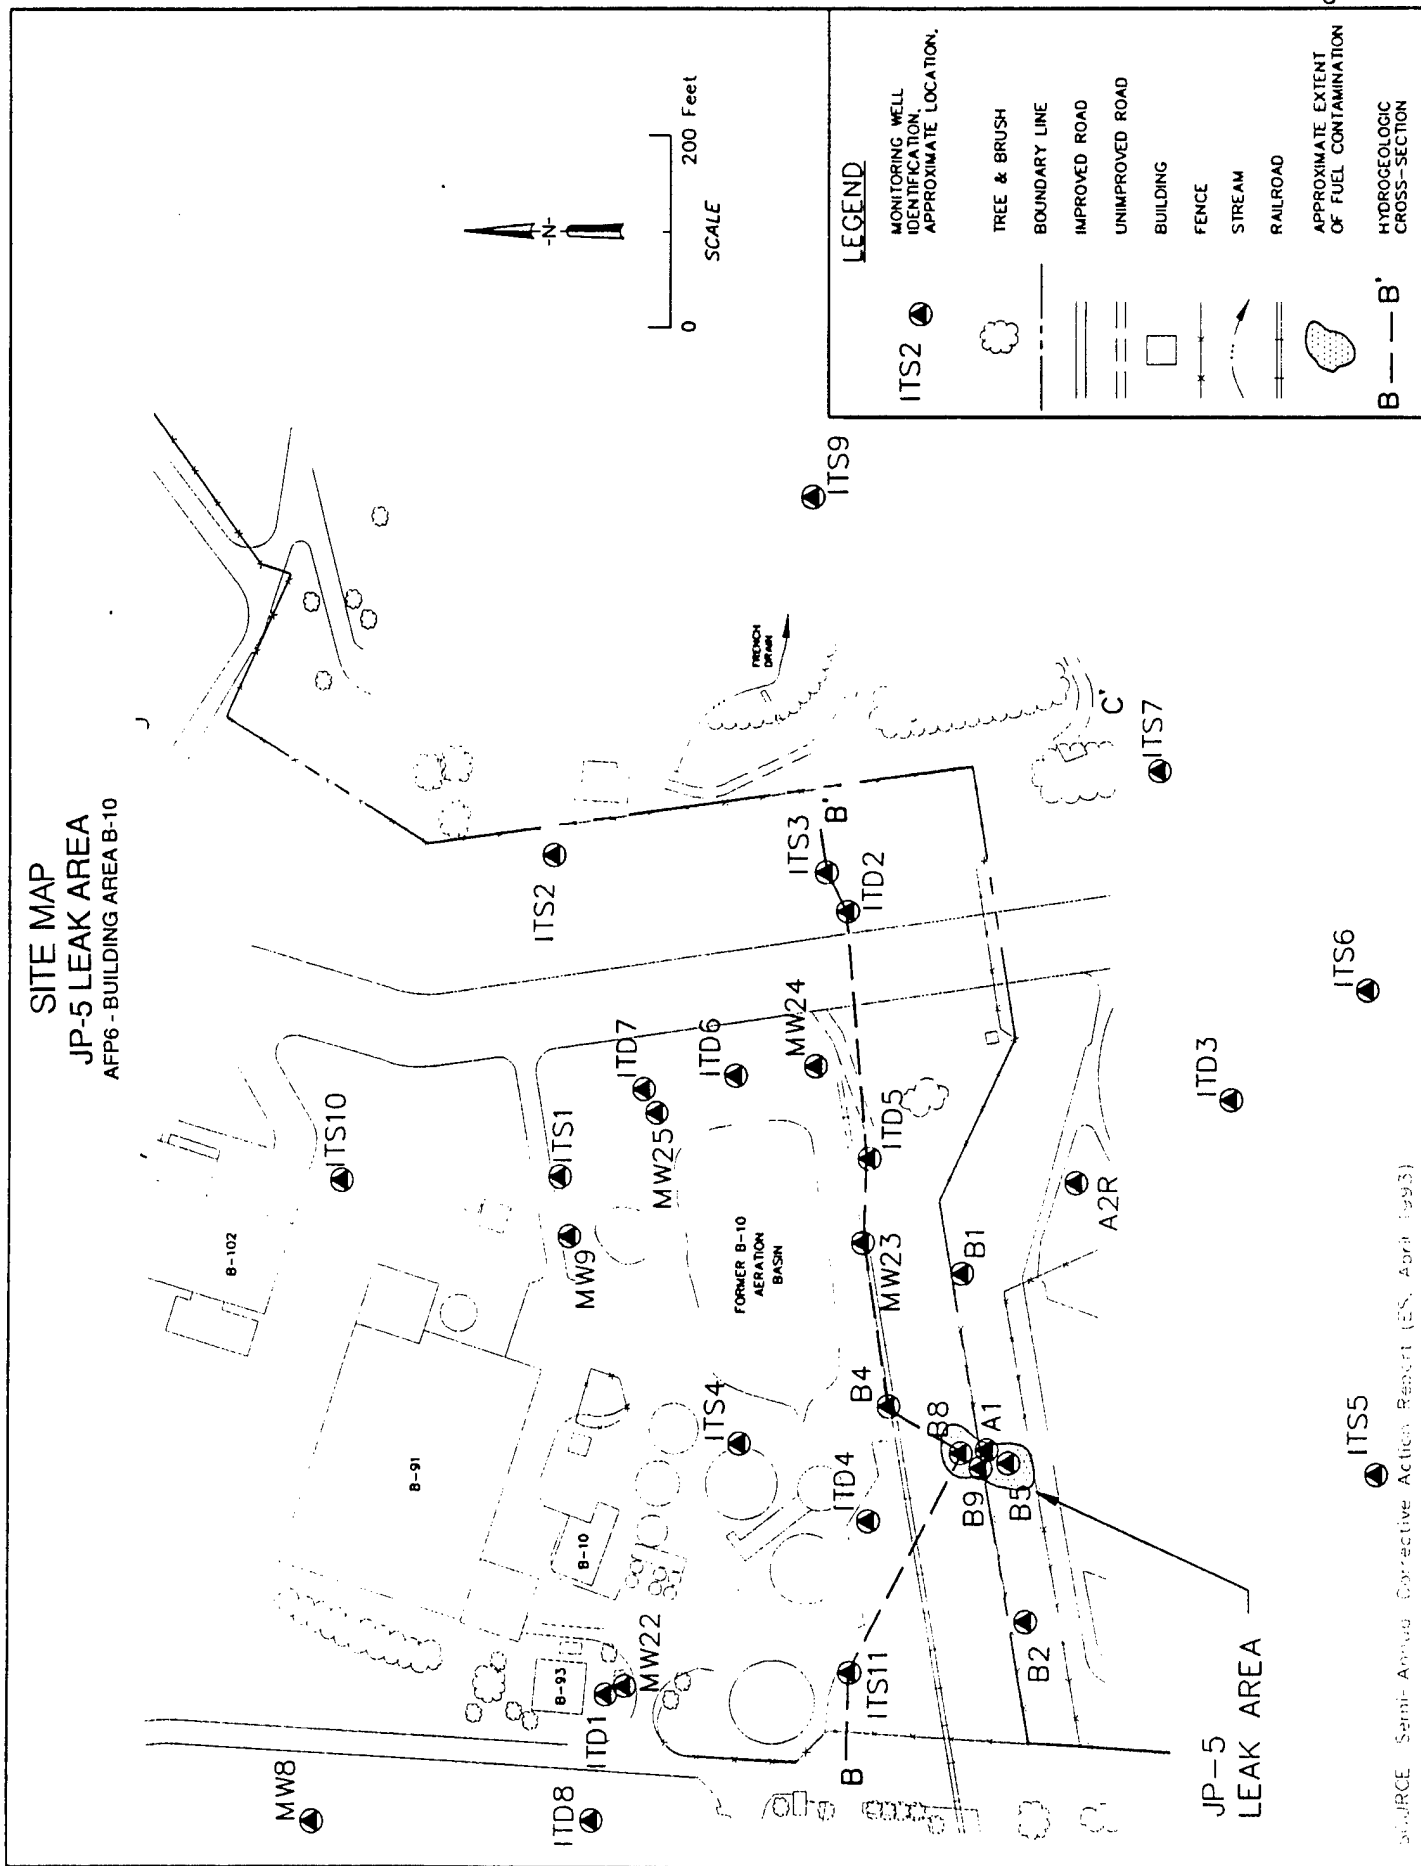 SITE MAP
JP-5 LEAK AREA
AFP6 - BUILDING AREA B-10
MW8
ITD8
ITD1
MW22
B-93
B-10
B-91
B-102
ITS10
ITS1
MW9
ITD7
MW25
ITD6
MW24
FORMER B-10
AERATION
BASIN
ITS4
ITD4
ITS2
ITS3
ITD2
ITD5
MW23
B4
B8
A1
B9
B5
B1
B2
B
ITS11
B'
C'
FRENCH
DRAIN
ITS9
ITS7
ITS6
ITD3
A2R
ITS5
JP-5
LEAK AREA
-N-
0
200 Feet
SCALE
LEGEND
ITS2
MONITORING WELL
IDENTIFICATION,
APPROXIMATE LOCATION.
TREE & BRUSH
BOUNDARY LINE
IMPROVED ROAD
UNIMPROVED ROAD
BUILDING
FENCE
STREAM
RAILROAD
APPROXIMATE EXTENT
OF FUEL CONTAMINATION
B — — B'
HYDROGEOLOGIC
CROSS-SECTION
SOURCE Semi-Annual Corrective Action Report (ES, April 1993)